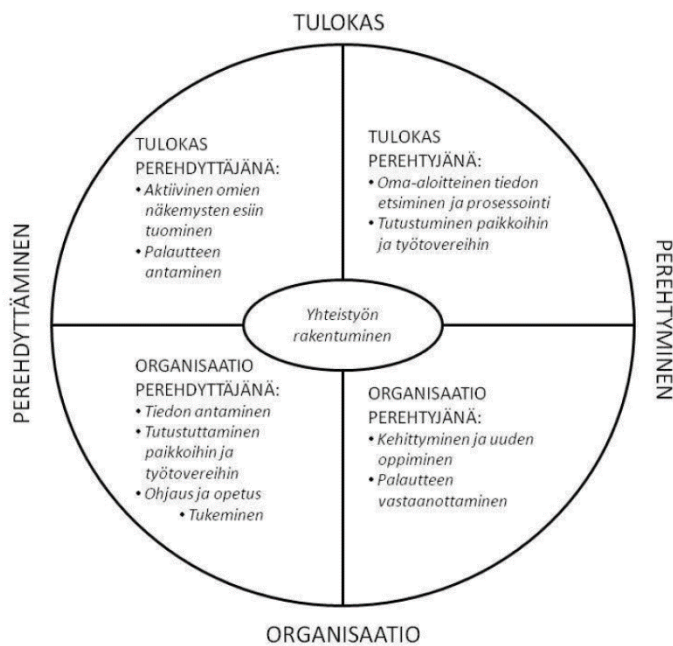 TULOKAS
TULOKAS
PEREHDYTTÄJÄNÄ:
• Aktiivinen omien
näkemysten esiin
tuominen
• Palautteen
antaminen
TULOKAS
PEREHTYJÄNÄ:
• Oma-aloitteinen tiedon
etsiminen ja prosessointi
• Tutustuminen paikkoihin
ja työtovereihin
PEREHDYTTÄMINEN
PEREHTYMINEN
Yhteistyön
rakentuminen
ORGANISAATIO
PEREHDYTTÄJÄNÄ:
• Tiedon antaminen
• Tutustuttaminen
paikkoihin ja
työtovereihin
• Ohjaus ja opetus
• Tukeminen
ORGANISAATIO
PEREHTYJÄNÄ:
• Kehittyminen ja uuden
oppiminen
• Palautteen
vastaanottaminen
ORGANISAATIO